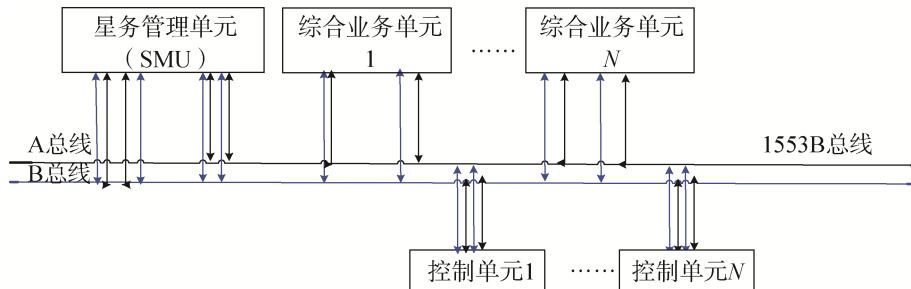 星务管理单元
（SMU）
综合业务单元
1
……
综合业务单元
N
A总线
1553B总线
B总线
控制单元1
……
控制单元N